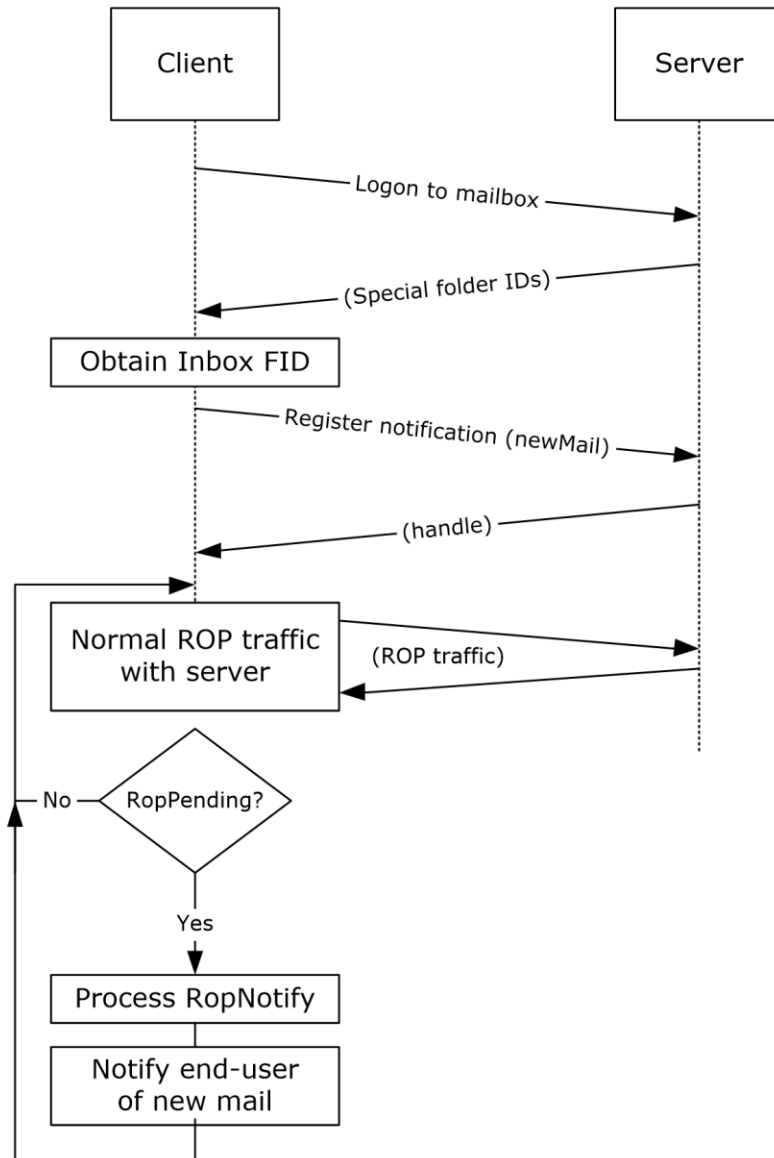 Client
Server
Logon to mailbox
(Special folder IDs)
Obtain Inbox FID
Register notification (newMail)
(handle)
Normal ROP traffic
with server
(ROP traffic)
RopPending?
No
Yes
Process RopNotify
Notify end-user
of new mail